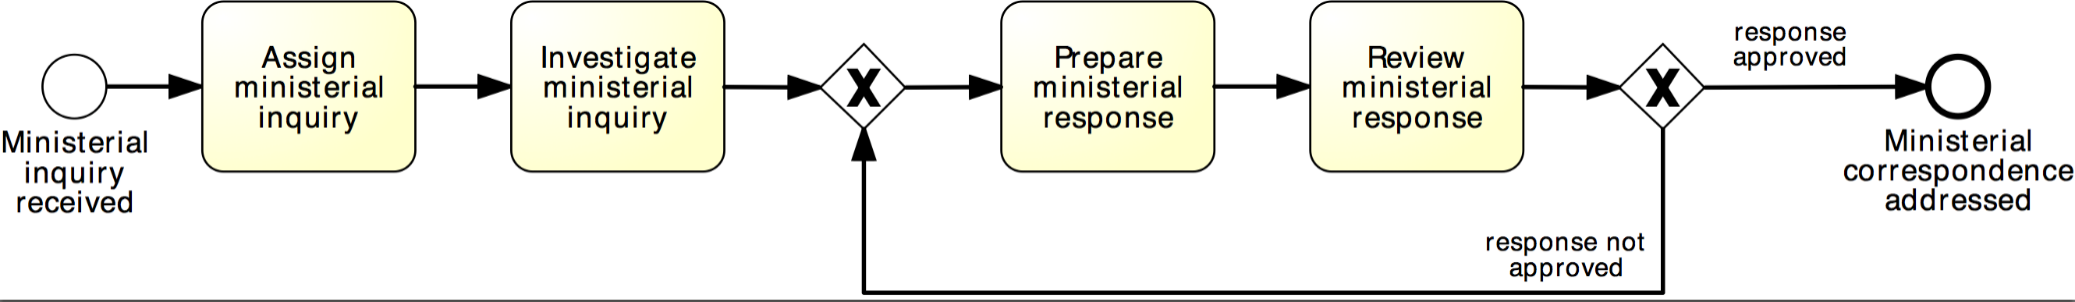 Ministerial
inquiry
received
Assign
ministerial
inquiry
Investigate
ministerial
inquiry
X
Prepare
ministerial
response
Review
ministerial
response
X
response
approved
response not
approved
Ministerial
correspondence
addressed